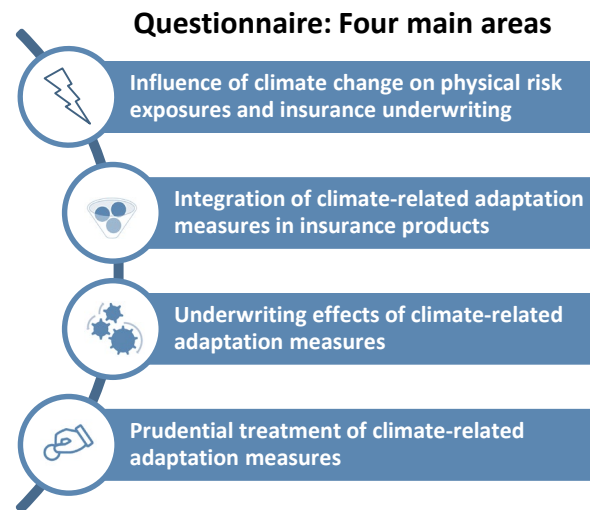 Questionnaire: Four main areas
Influence of climate change on physical risk
exposures and insurance underwriting
Integration of climate-related adaptation
measures in insurance products
Underwriting effects of climate-related
adaptation measures
Prudential treatment of climate-related
adaptation measures